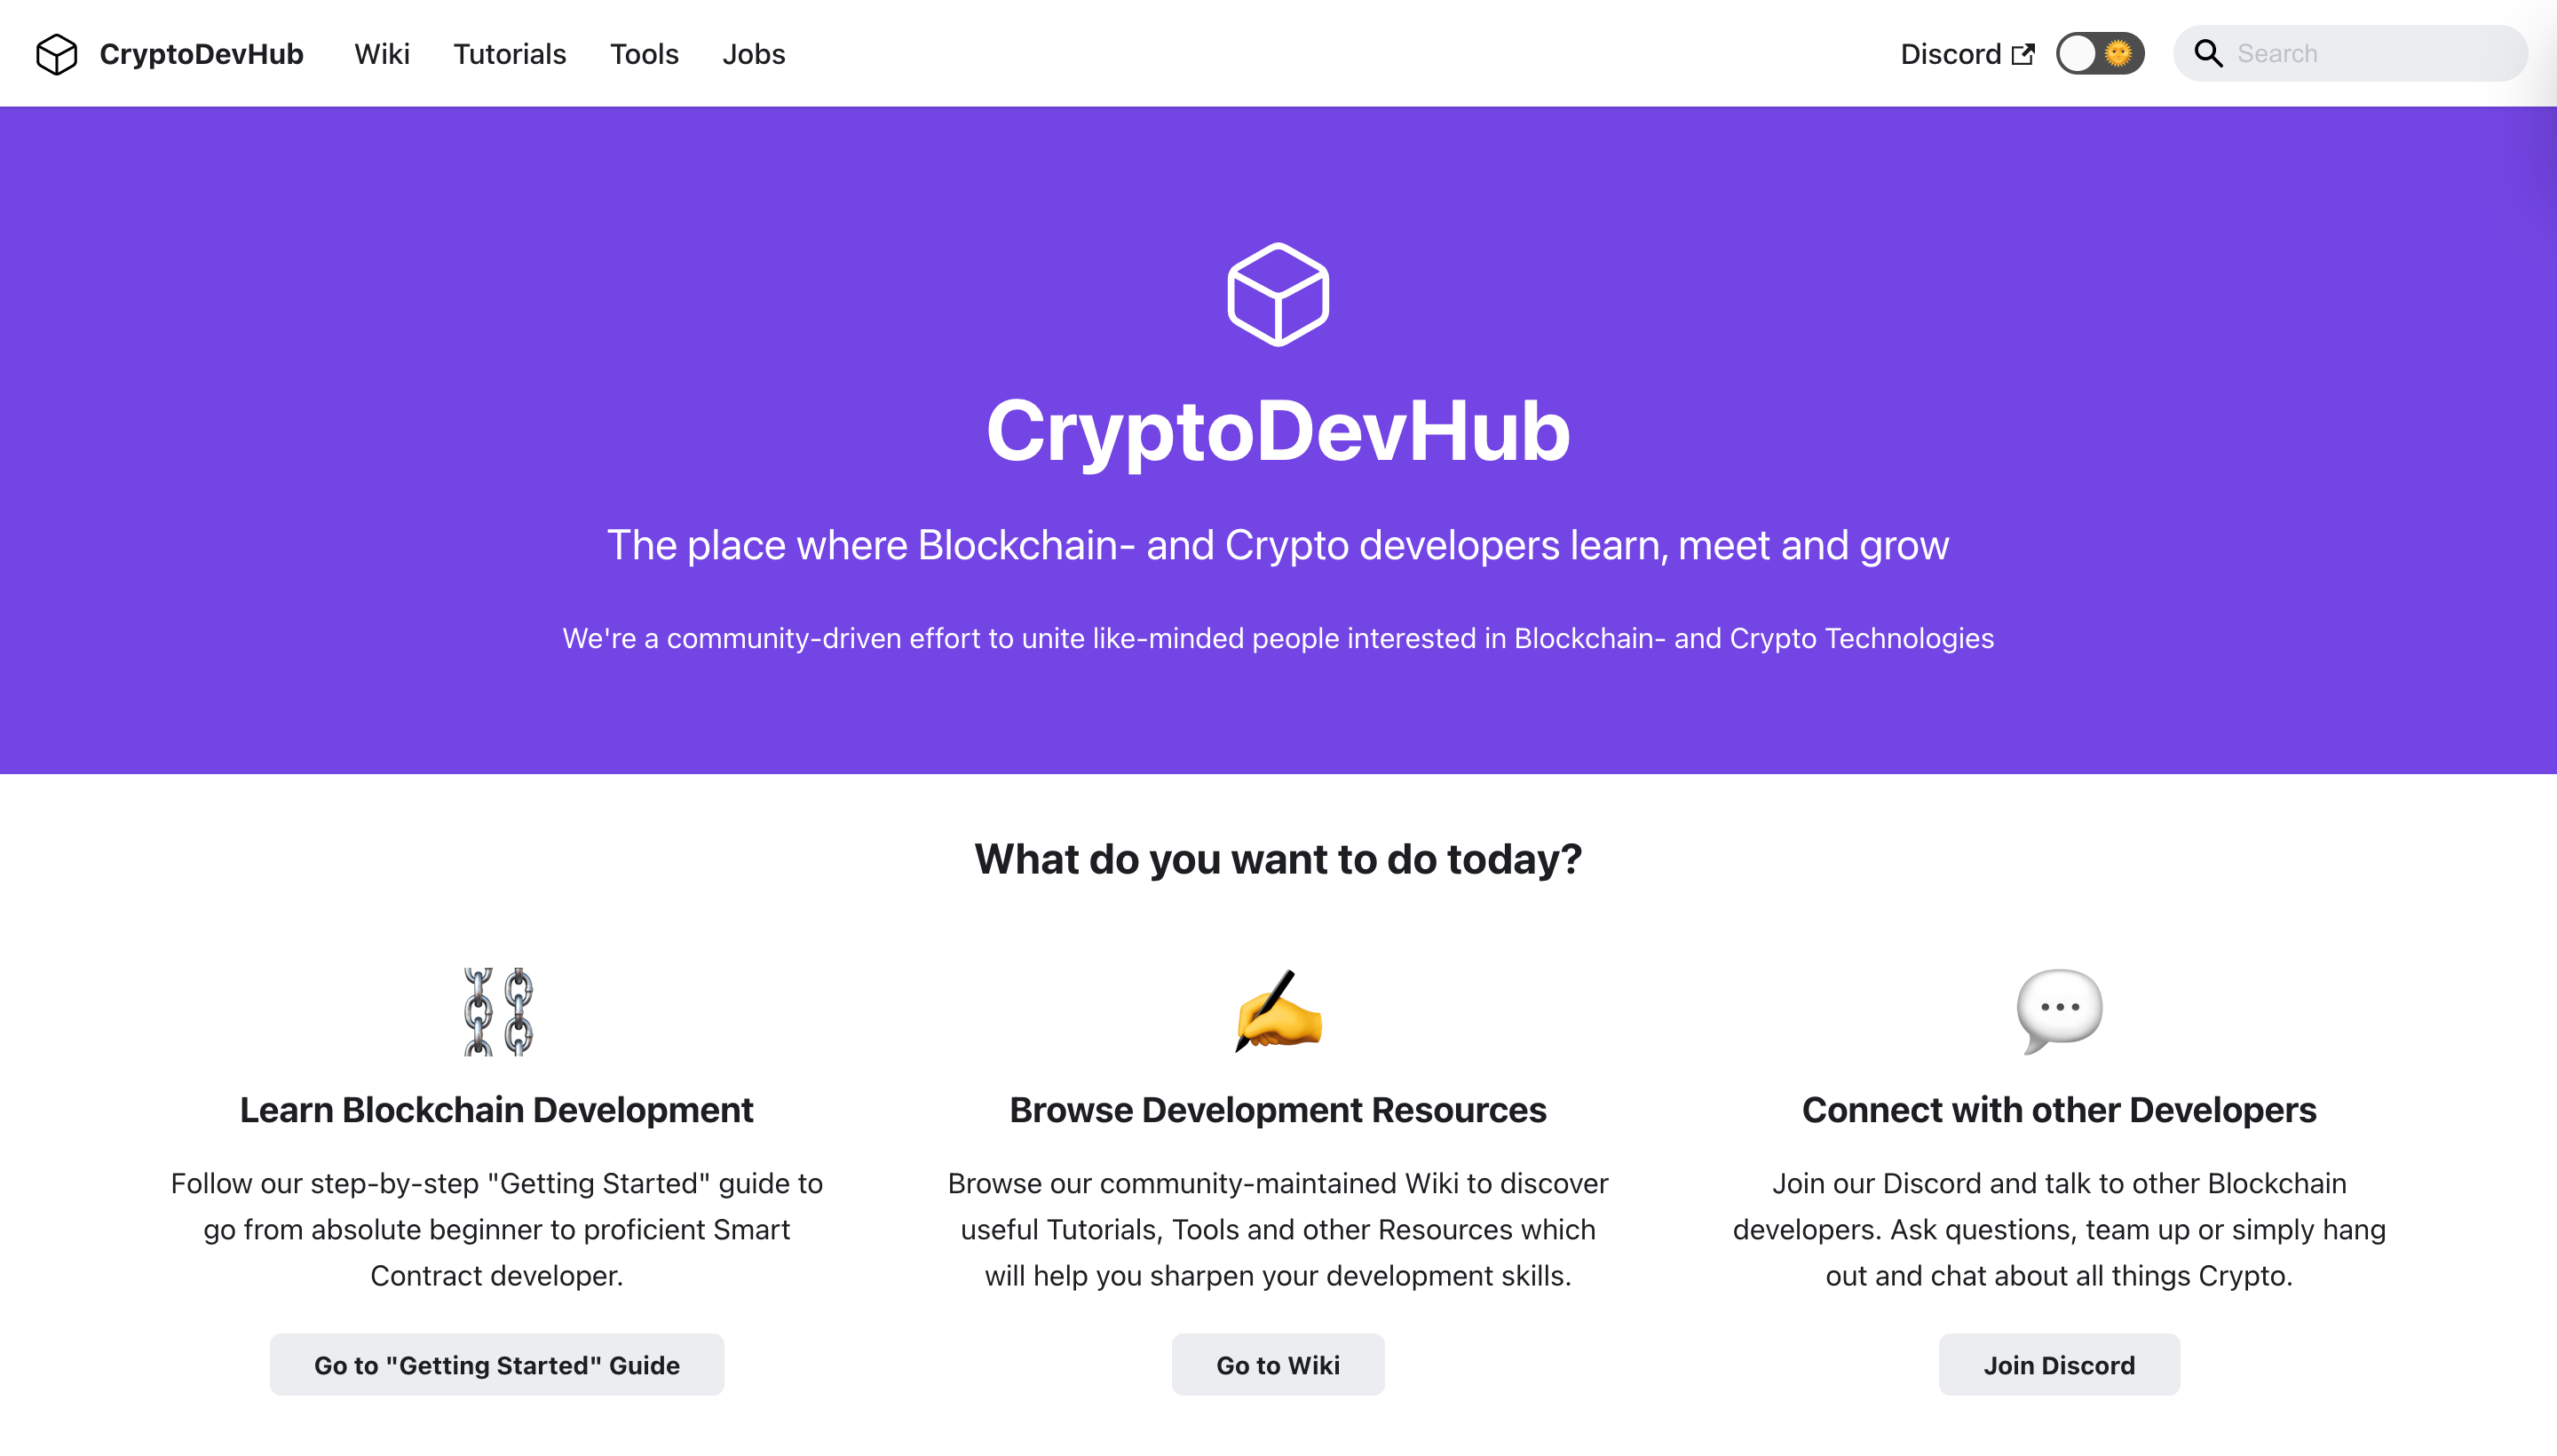 CryptoDevHub Wiki Tutorials Tools Jobs Discord Search
CryptoDevHub
The place where Blockchain- and Crypto developers learn, meet and grow
We're a community-driven effort to unite like-minded people interested in Blockchain- and Crypto Technologies
What do you want to do today?
Learn Blockchain Development
Follow our step-by-step "Getting Started" guide to
go from absolute beginner to proficient Smart
Contract developer.
Go to "Getting Started" Guide
Browse Development Resources
Browse our community-maintained Wiki to discover
useful Tutorials, Tools and other Resources which
will help you sharpen your development skills.
Go to Wiki
Connect with other Developers
Join our Discord and talk to other Blockchain
developers. Ask questions, team up or simply hang
out and chat about all things Crypto.
Join Discord